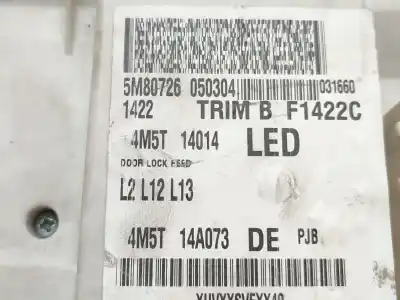 5M80726 050304 031660
1422 TRIM B F1422C
4M5T 14014 LED
DOOR LOCK FEED
L2 L12 L13
4M5T 14A073 DE PJB